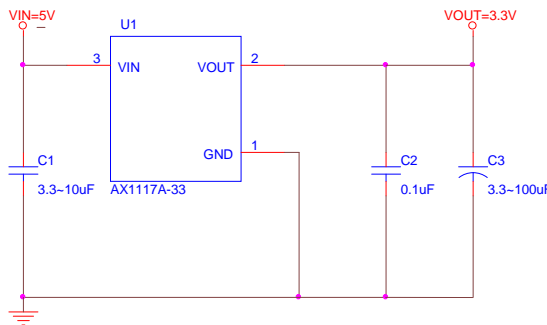 VIN=5V
U1
VOUT=3.3V
3
VIN
VOUT
2
1
GND
C1
3.3~10uF
AX1117A-33
C2
0.1uF
C3
3.3~100uF